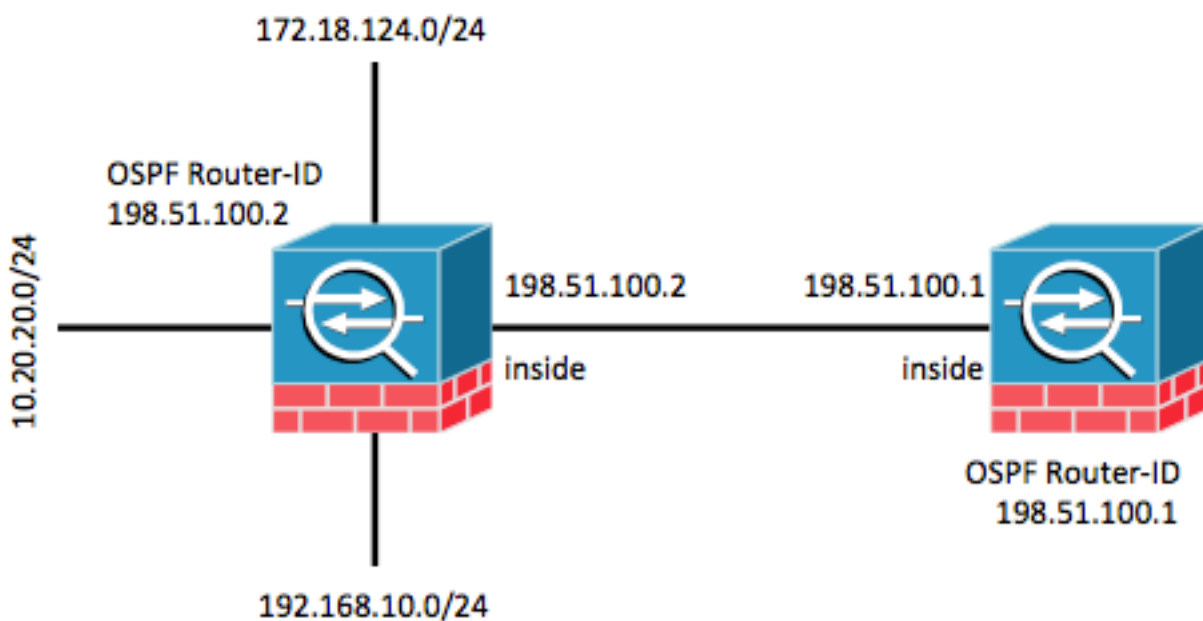 172.18.124.0/24
OSPF Router-ID
198.51.100.2
10.20.20.0/24
198.51.100.2
inside
198.51.100.1
inside
OSPF Router-ID
198.51.100.1
192.168.10.0/24